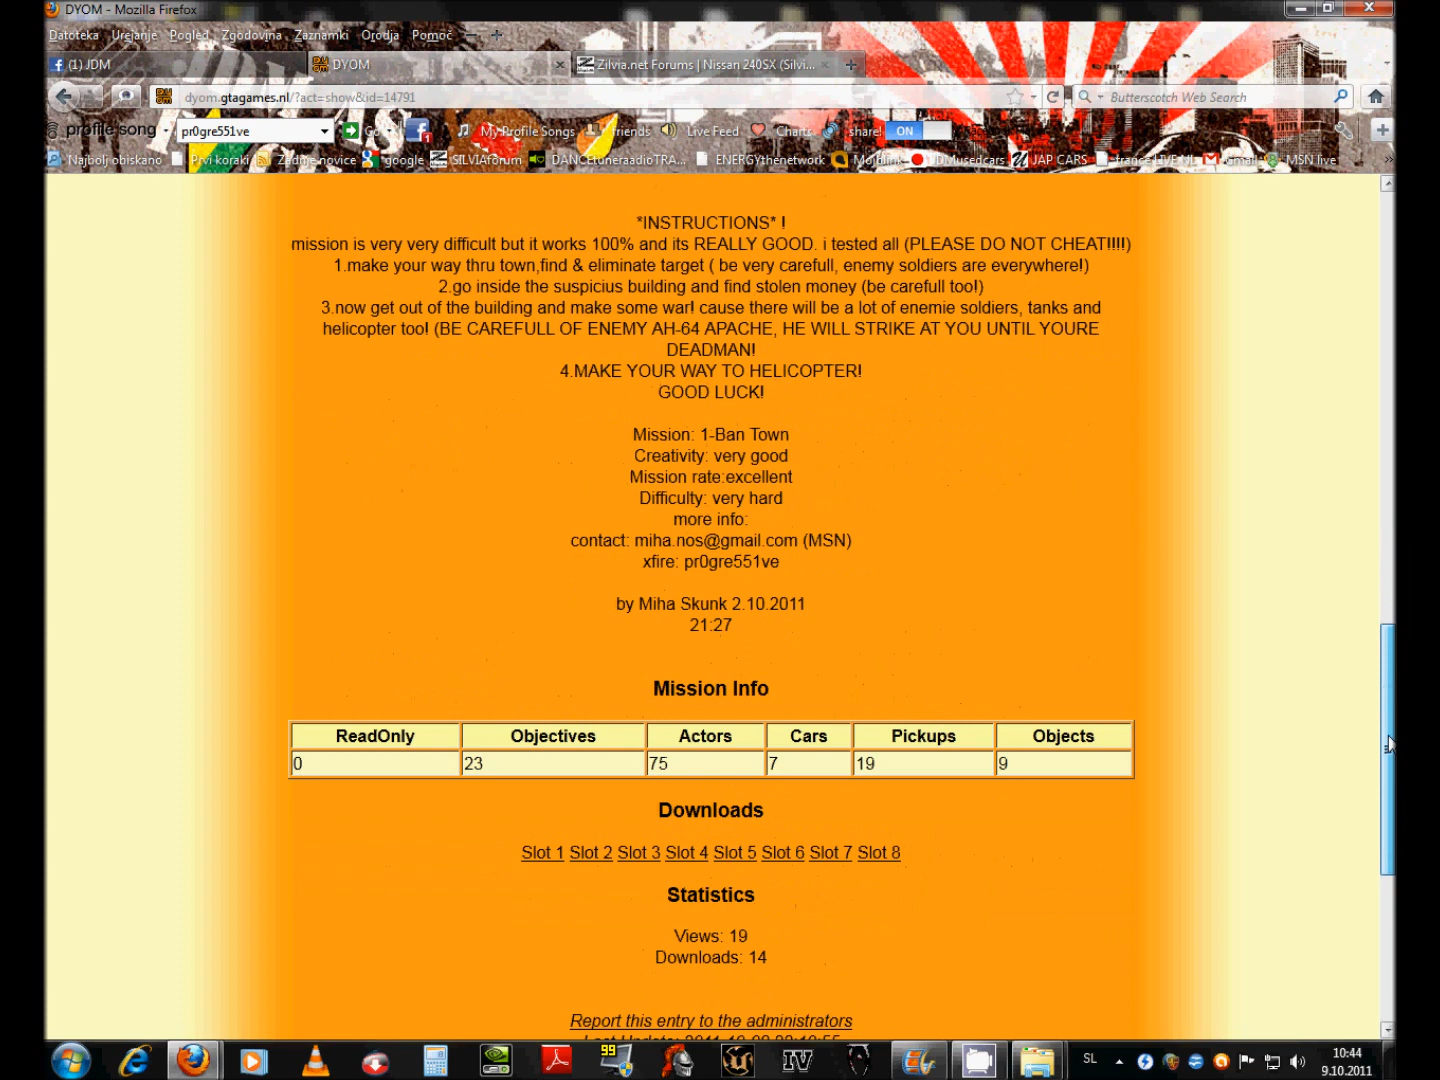 DYOM - Mozilla Firefox
Datoteka Urejanje Pogled Zgodovina Zaznamki Orodja Pomoč
(1) JDM
DYOM
Zilvia.net Forums | Nissan 240SX (Silvi...
dyom.gtagames.nl/?act=show&id=14791
Butterscotch Web Search
profile song pr0gre551ve Go My Profile Songs friends Live Feed Charts share! ON
Najbolj obiskano Prvi koraki Zadnje novice google SILVIAforum DANCEtuneraadioTRA... ENERGYthenetwork Mojblink JDMusedcars JAP CARS Gmail MSN live
*INSTRUCTIONS* !
mission is very very difficult but it works 100% and its REALLY GOOD. i tested all (PLEASE DO NOT CHEAT!!!!)
1.make your way thru town,find & eliminate target ( be very carefull, enemy soldiers are everywhere!)
2.go inside the suspicius building and find stolen money (be carefull too!)
3.now get out of the building and make some war! cause there will be a lot of enemie soldiers, tanks and
helicopter too! (BE CAREFULL OF ENEMY AH-64 APACHE, HE WILL STRIKE AT YOU UNTIL YOURE
DEADMAN!
4.MAKE YOUR WAY TO HELICOPTER!
GOOD LUCK!
Mission: 1-Ban Town
Creativity: very good
Mission rate:excellent
Difficulty: very hard
more info:
contact: miha.nos@gmail.com (MSN)
xfire: pr0gre551ve
by Miha Skunk 2.10.2011
21:27
Mission Info
ReadOnly Objectives Actors Cars Pickups Objects
0 23 75 7 19 9
Downloads
Slot 1 Slot 2 Slot 3 Slot 4 Slot 5 Slot 6 Slot 7 Slot 8
Statistics
Views: 19
Downloads: 14
Report this entry to the administrators
99
IV
SL
10:44
9.10.2011